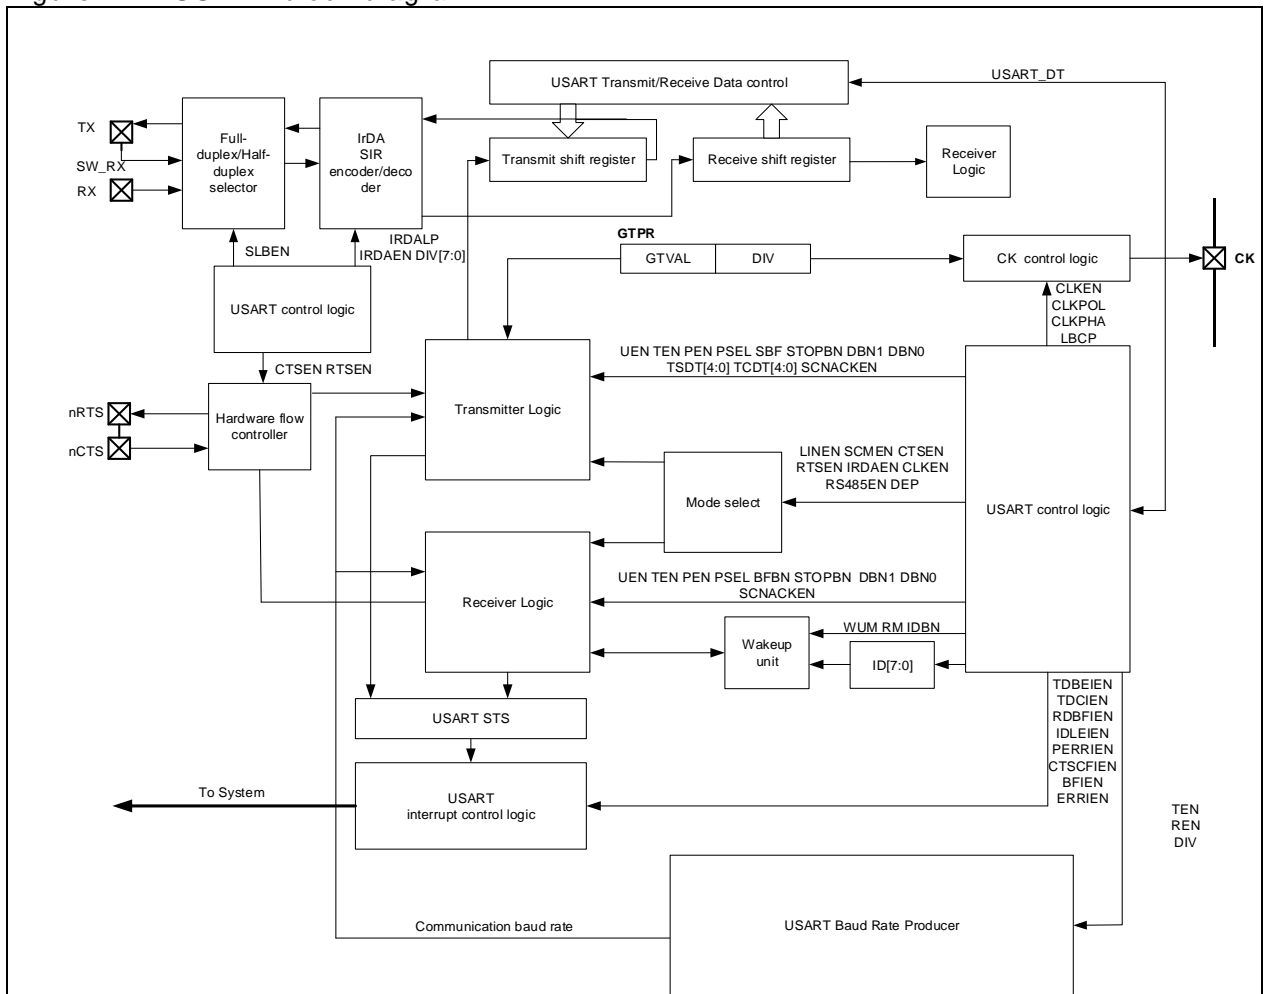 USART Transmit/Receive Data control
USART_DT
TX
SW_RX
RX
Full-
duplex/Half-
duplex
selector
IrDA
SIR
encoder/deco
der
Transmit shift register
Receive shift register
Receiver
Logic
SLBEN
IRDALP
IRDAEN DIV[7:0]
GTPR
GTVAL
DIV
CK control logic
CK
USART control logic
CLKEN
CLKPOL
CLKPHA
LBCP
CTSEN RTSEN
UEN TEN PEN PSEL SBF STOPBN DBN1 DBN0
TSDT[4:0] TCDT[4:0] SCNACKEN
nRTS
nCTS
Hardware flow
controller
Transmitter Logic
LINEN SCMEN CTSEN
RTSEN IRDAEN CLKEN
RS485EN DEP
Mode select
USART control logic
Receiver Logic
UEN TEN PEN PSEL BFBN STOPBN DBN1 DBN0
SCNACKEN
WUM RM IDBN
Wakeup
unit
ID[7:0]
USART STS
TDBEIEN
TDCIEN
RDBFIEN
IDLEIEN
PERRIEN
CTSCFIEN
BFIEN
ERRIEN
To System
USART
interrupt control logic
TEN
REN
DIV
Communication baud rate
USART Baud Rate Producer